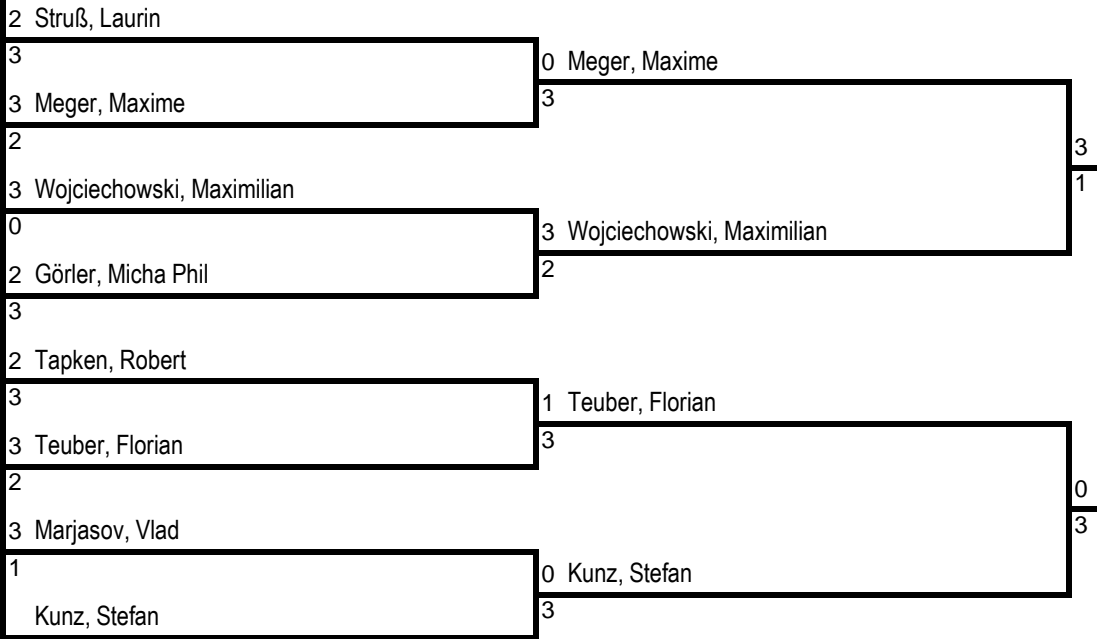 2 Struß, Laurin
3
0 Meger, Maxime
3 Meger, Maxime
3
2
3
3 Wojciechowski, Maximilian
1
0
3 Wojciechowski, Maximilian
2 Görler, Micha Phil
2
3
2 Tapken, Robert
3
1 Teuber, Florian
3 Teuber, Florian
3
2
0
3 Marjasov, Vlad
3
1
0 Kunz, Stefan
Kunz, Stefan
3